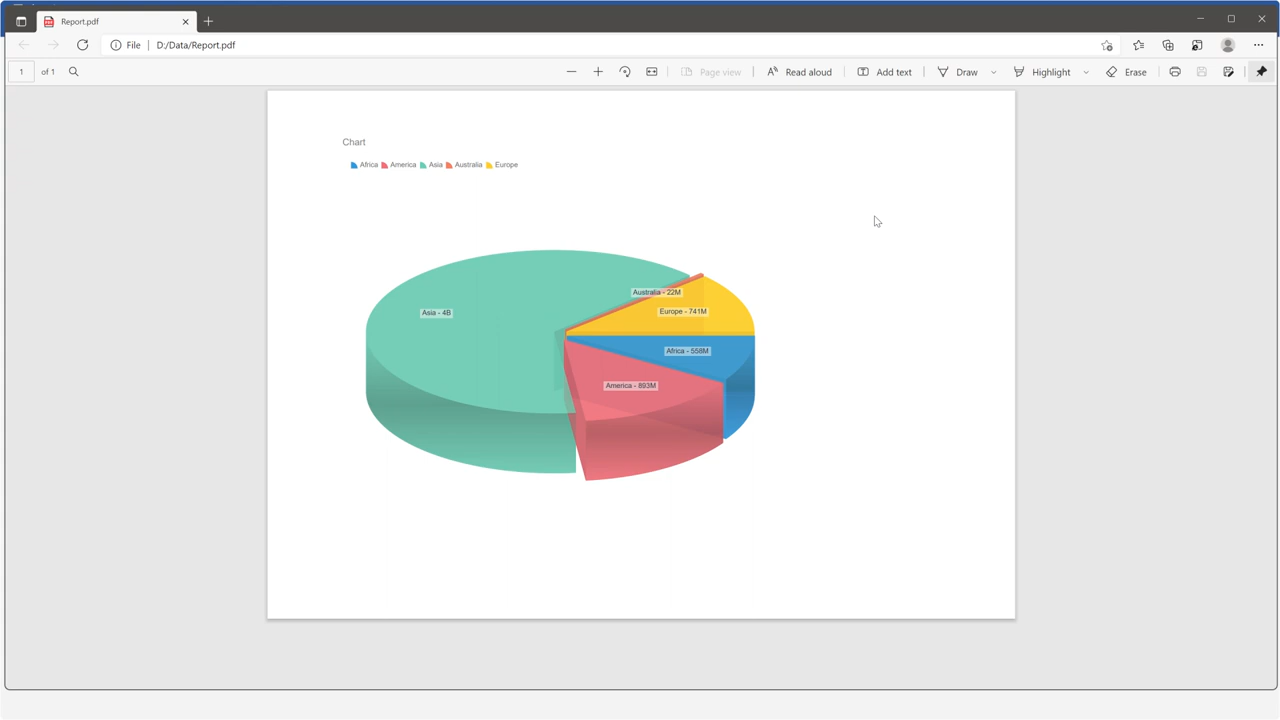 Report.pdf
File D:/Data/Report.pdf
1 of 1 Page view Read aloud Add text Draw Highlight Erase
Chart
Africa America Asia Australia Europe
Australia - 22M
Europe - 741M
Asia - 4B
Africa - 558M
America - 893M